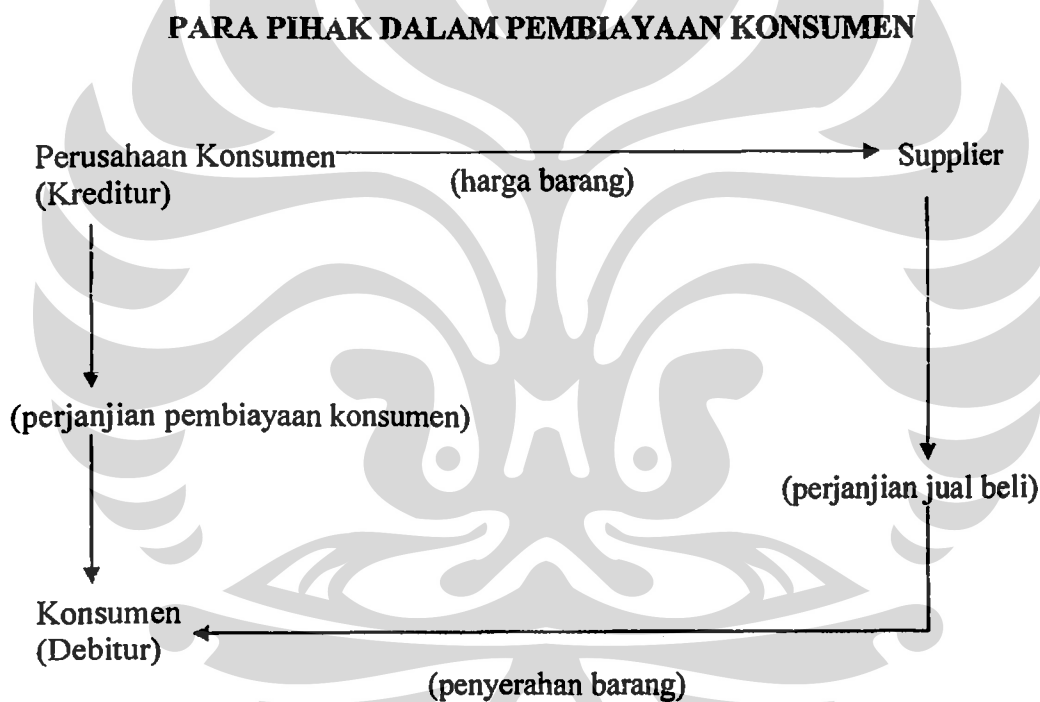 PARA PIHAK DALAM PEMBIAYAAN KONSUMEN
Perusahaan Konsumen
(Kreditur)
(harga barang)
Supplier
(perjanjian pembiayaan konsumen)
(perjanjian jual beli)
Konsumen
(Debitur)
(penyerahan barang)